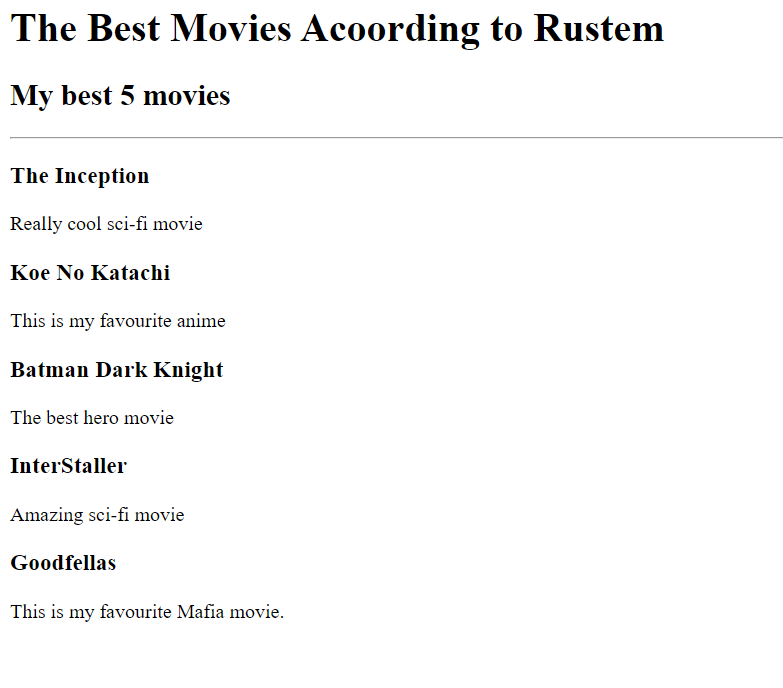 The Best Movies Acoording to Rustem
My best 5 movies
The Inception
Really cool sci-fi movie
Koe No Katachi
This is my favourite anime
Batman Dark Knight
The best hero movie
InterStaller
Amazing sci-fi movie
Goodfellas
This is my favourite Mafia movie.